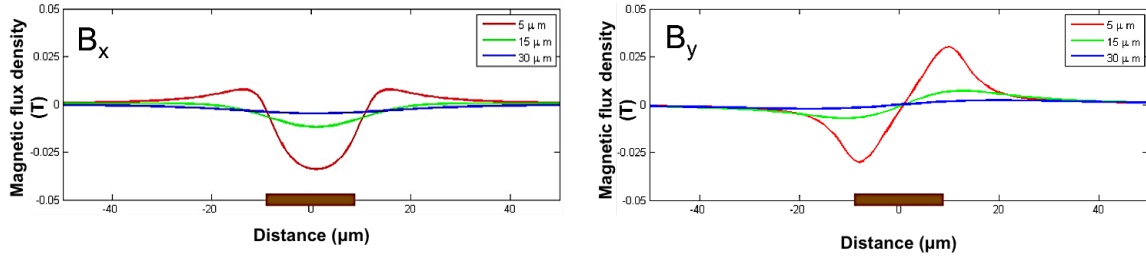 Magnetic flux density
(T)
0.05
0.025
0
-0.025
-0.05
Bx
5 μ m
15 μ m
30 μ m
-40
-20
0
20
40
Distance (μm)
Magnetic flux density
(T)
0.05
0.025
0
-0.025
-0.05
By
5 μ m
15 μ m
30 μ m
-40
-20
0
20
40
Distance (μm)